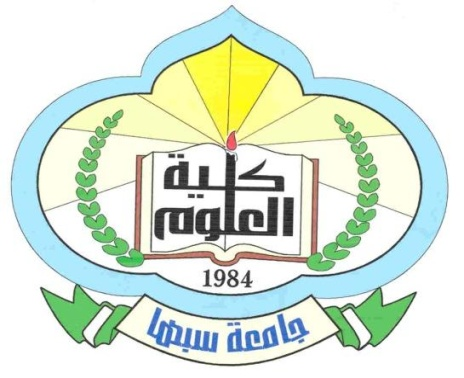 كلية
العلوم
1984
جامعة سبها